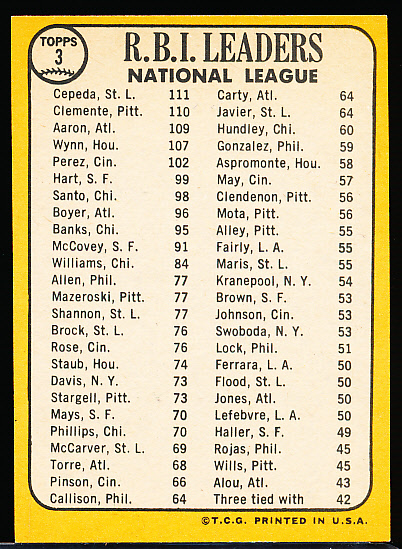 TOPPS
3
R.B.I. LEADERS
NATIONAL LEAGUE
Cepeda, St. L. 111
Clemente, Pitt. 110
Aaron, Atl. 109
Wynn, Hou. 107
Perez, Cin. 102
Hart, S. F. 99
Santo, Chi. 98
Boyer, Atl. 96
Banks, Chi. 95
McCovey, S. F. 91
Williams, Chi. 84
Allen, Phil. 77
Mazeroski, Pitt. 77
Shannon, St. L. 77
Brock, St. L. 76
Rose, Cin. 76
Staub, Hou. 74
Davis, N. Y. 73
Stargell, Pitt. 73
Mays, S. F. 70
Phillips, Chi. 70
McCarver, St. L. 69
Torre, Atl. 68
Pinson, Cin. 66
Callison, Phil. 64
Carty, Atl. 64
Javier, St. L. 64
Hundley, Chi. 60
Gonzalez, Phil. 59
Aspromonte, Hou. 58
May, Cin. 57
Clendenon, Pitt. 56
Mota, Pitt. 56
Alley, Pitt. 55
Fairly, L. A. 55
Maris, St. L. 55
Kranepool, N. Y. 54
Brown, S. F. 53
Johnson, Cin. 53
Swoboda, N. Y. 53
Lock, Phil. 51
Ferrara, L. A. 50
Flood, St. L. 50
Jones, Atl. 50
Lefebvre, L. A. 50
Haller, S. F. 49
Rojas, Phil. 45
Wills, Pitt. 45
Alou, Atl. 43
Three tied with 42
©T.C.G. PRINTED IN U.S.A.